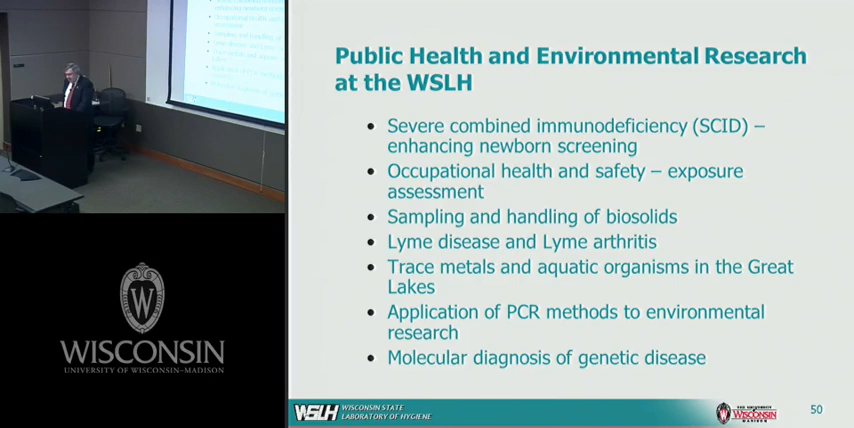 Public Health and Environmental Research
at the WSLH
• Severe combined immunodeficiency (SCID) –
enhancing newborn screening
• Occupational health and safety – exposure
assessment
• Sampling and handling of biosolids
• Lyme disease and Lyme arthritis
• Trace metals and aquatic organisms in the Great
Lakes
• Application of PCR methods to environmental
research
• Molecular diagnosis of genetic disease
W
WISCONSIN
UNIVERSITY OF WISCONSIN–MADISON
WSLH
WISCONSIN STATE
LABORATORY OF HYGIENE
THE UNIVERSITY
WISCONSIN
MADISON
50